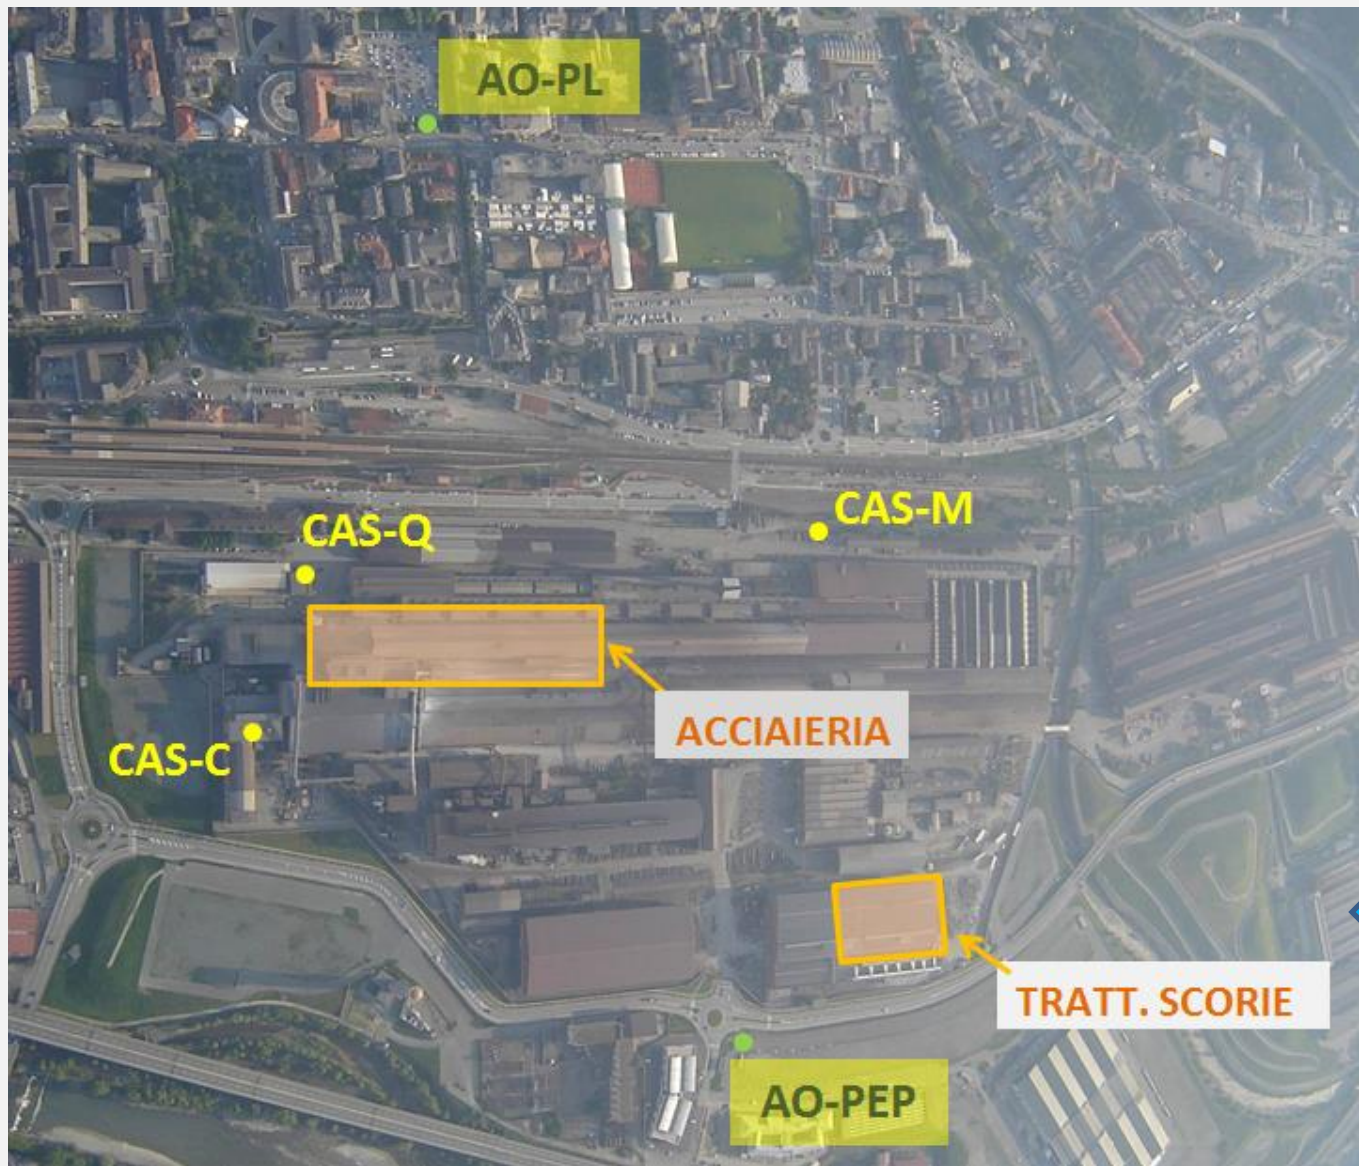 AO-PL
CAS-M
CAS-Q
ACCIAIERIA
CAS-C
TRATT. SCORIE
AO-PEP